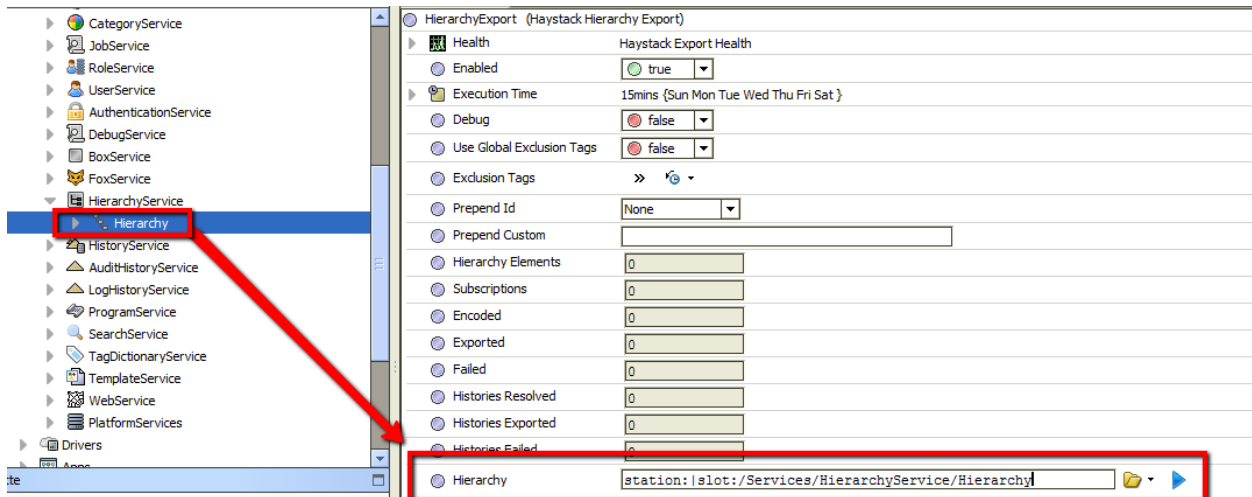 CategoryService
JobService
RoleService
UserService
AuthenticationService
DebugService
BoxService
FoxService
HierarchyService
Hierarchy
HistoryService
AuditHistoryService
LogHistoryService
ProgramService
SearchService
TagDictionaryService
TemplateService
WebService
PlatformServices
Drivers
Apps
te
HierarchyExport (Haystack Hierarchy Export)
Health Haystack Export Health
Enabled true
Execution Time 15mins {Sun Mon Tue Wed Thu Fri Sat }
Debug false
Use Global Exclusion Tags false
Exclusion Tags »
Prepend Id None
Prepend Custom
Hierarchy Elements 0
Subscriptions 0
Encoded 0
Exported 0
Failed 0
Histories Resolved 0
Histories Exported 0
Histories Failed 0
Hierarchy station:|slot:/Services/HierarchyService/Hierarchy